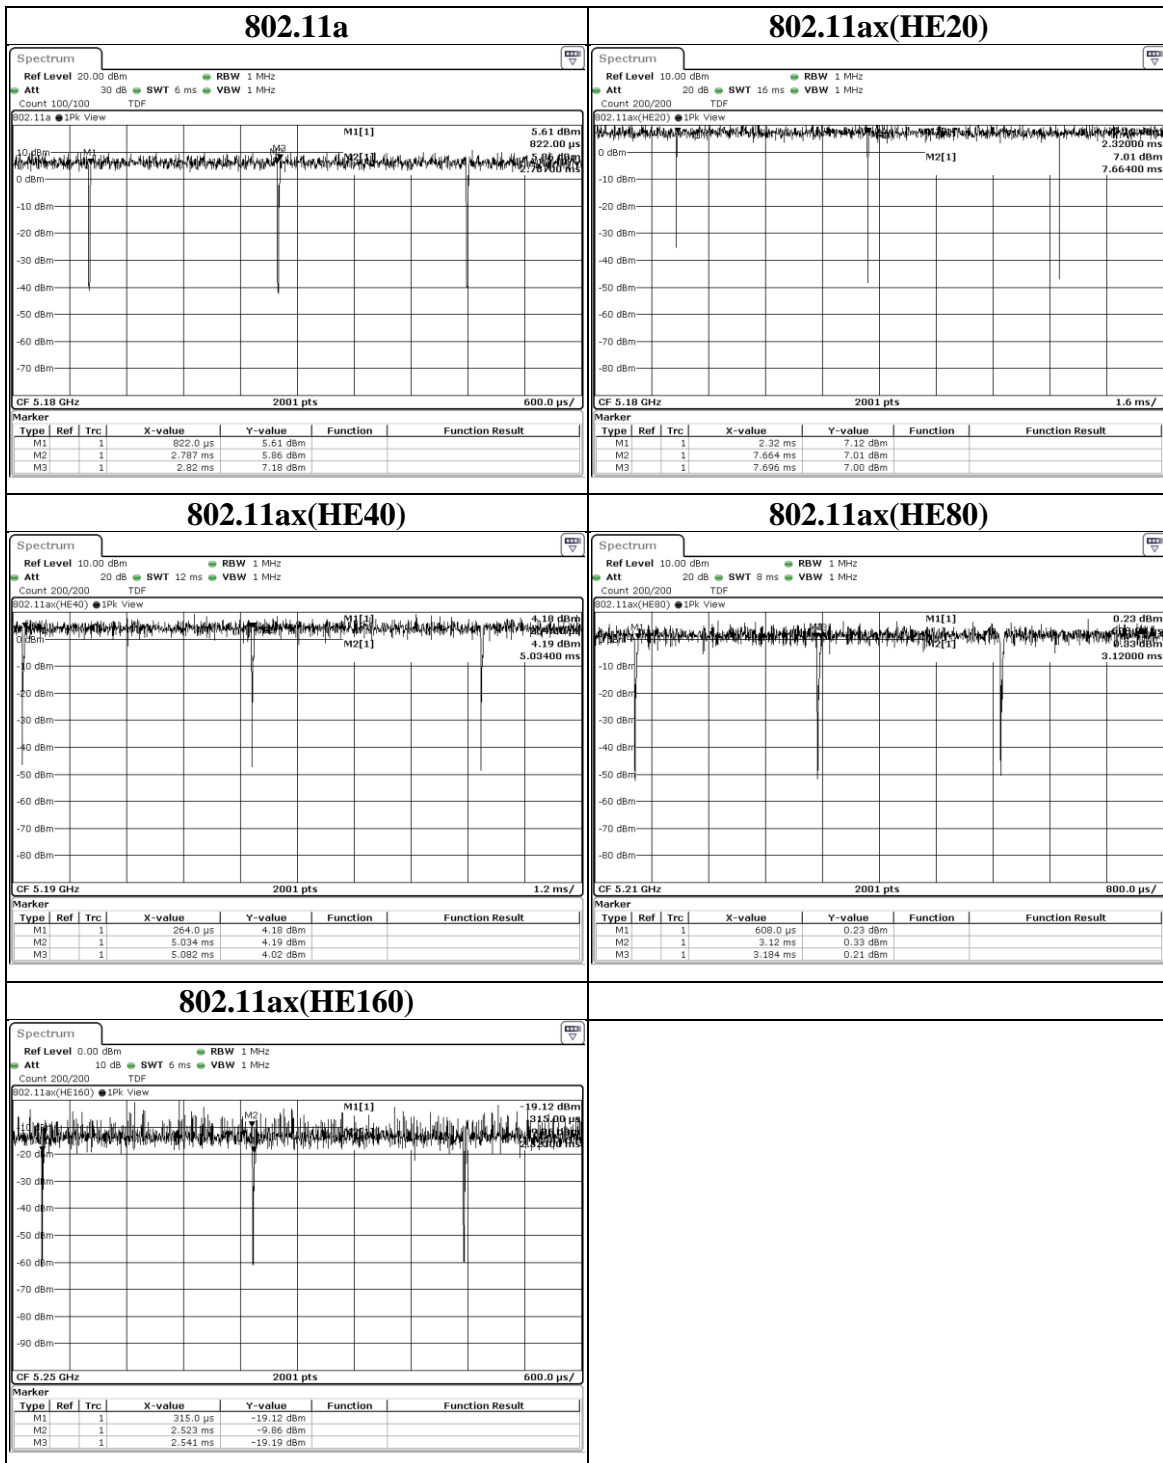 802.11a
Spectrum
Ref Level 20.00 dBm RBW 1 MHz
Att 30 dB SWT 6 ms VBW 1 MHz
Count 100/100 TDF
802.11a 1Pk View
M1[1] 5.61 dBm
822.00 µs
M2[1] 5.86 dBm
2.78700 ms
M1
M3
10 dBm
0 dBm
-10 dBm
-20 dBm
-30 dBm
-40 dBm
-50 dBm
-60 dBm
-70 dBm
CF 5.18 GHz 2001 pts 600.0 µs/
Marker
Type Ref Trc X-value Y-value Function Function Result
M1 1 822.0 µs 5.61 dBm
M2 1 2.787 ms 5.86 dBm
M3 1 2.82 ms 7.18 dBm
802.11ax(HE20)
Spectrum
Ref Level 10.00 dBm RBW 1 MHz
Att 20 dB SWT 16 ms VBW 1 MHz
Count 200/200 TDF
802.11ax(HE20) 1Pk View
2.32000 ms
M2[1] 7.01 dBm
7.66400 ms
0 dBm
-10 dBm
-20 dBm
-30 dBm
-40 dBm
-50 dBm
-60 dBm
-70 dBm
-80 dBm
CF 5.18 GHz 2001 pts 1.6 ms/
Marker
Type Ref Trc X-value Y-value Function Function Result
M1 1 2.32 ms 7.12 dBm
M2 1 7.664 ms 7.01 dBm
M3 1 7.696 ms 7.00 dBm
802.11ax(HE40)
Spectrum
Ref Level 10.00 dBm RBW 1 MHz
Att 20 dB SWT 12 ms VBW 1 MHz
Count 200/200 TDF
802.11ax(HE40) 1Pk View
M1[1] 4.18 dBm
M2[1] 4.19 dBm
5.03400 ms
0 dBm
-10 dBm
-20 dBm
-30 dBm
-40 dBm
-50 dBm
-60 dBm
-70 dBm
-80 dBm
CF 5.19 GHz 2001 pts 1.2 ms/
Marker
Type Ref Trc X-value Y-value Function Function Result
M1 1 264.0 µs 4.18 dBm
M2 1 5.034 ms 4.19 dBm
M3 1 5.082 ms 4.02 dBm
802.11ax(HE80)
Spectrum
Ref Level 10.00 dBm RBW 1 MHz
Att 20 dB SWT 8 ms VBW 1 MHz
Count 200/200 TDF
802.11ax(HE80) 1Pk View
M1[1] 0.23 dBm
M2[1] 0.33 dBm
3.12000 ms
-10 dBm
-20 dBm
-30 dBm
-40 dBm
-50 dBm
-60 dBm
-70 dBm
-80 dBm
CF 5.21 GHz 2001 pts 800.0 µs/
Marker
Type Ref Trc X-value Y-value Function Function Result
M1 1 608.0 µs 0.23 dBm
M2 1 3.12 ms 0.33 dBm
M3 1 3.184 ms 0.21 dBm
802.11ax(HE160)
Spectrum
Ref Level 0.00 dBm RBW 1 MHz
Att 10 dB SWT 6 ms VBW 1 MHz
Count 200/200 TDF
802.11ax(HE160) 1Pk View
M1[1] -19.12 dBm
315.00 µs
M2
-10 dBm
-20 dBm
-30 dBm
-40 dBm
-50 dBm
-60 dBm
-70 dBm
-80 dBm
-90 dBm
CF 5.25 GHz 2001 pts 600.0 µs/
Marker
Type Ref Trc X-value Y-value Function Function Result
M1 1 315.0 µs -19.12 dBm
M2 1 2.523 ms -9.86 dBm
M3 1 2.541 ms -19.19 dBm